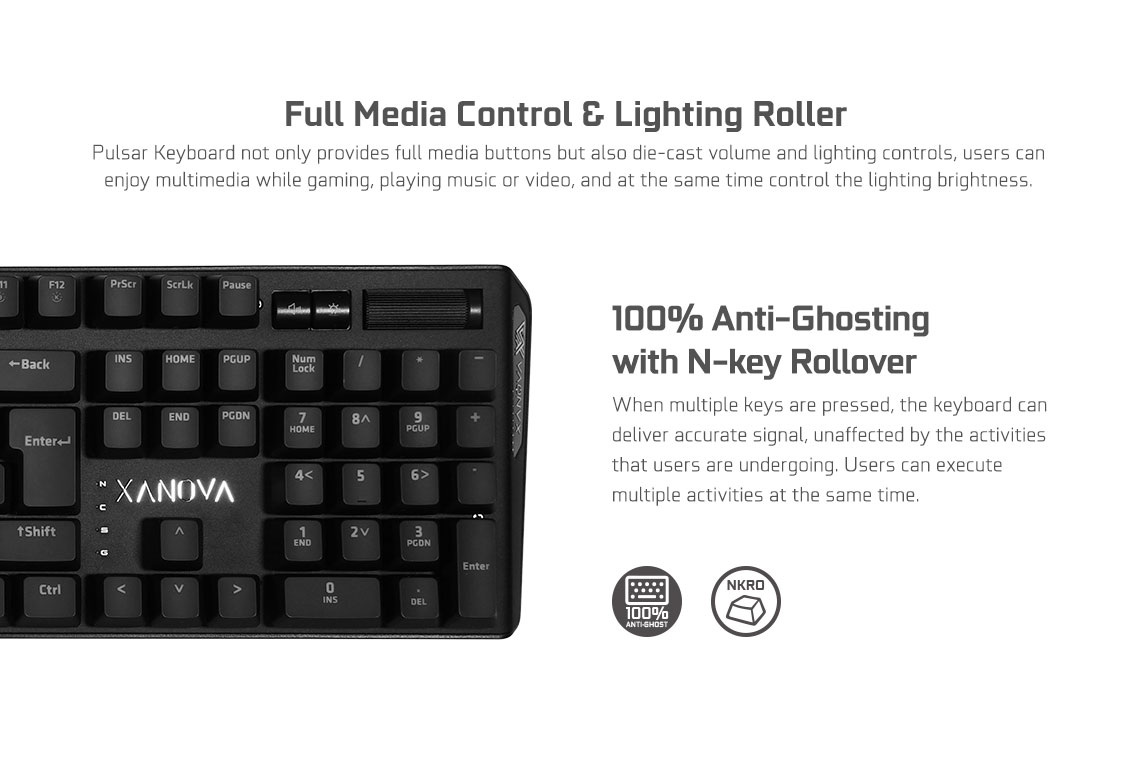 Full Media Control & Lighting Roller
Pulsar Keyboard not only provides full media buttons but also die-cast volume and lighting controls, users can
enjoy multimedia while gaming, playing music or video, and at the same time control the lighting brightness.
F12 PrScr ScrLk Pause
←Back INS HOME PGUP Num Lock / * −
DEL END PGDN 7 HOME 8^ 9 PGUP +
Enter↵
N
XANOVA
C
S
G
4< 5 6>
↑Shift ^ 1 END 2v 3 PGDN
Enter
Ctrl < v > 0 INS . DEL
XANOVA
100% Anti-Ghosting
with N-key Rollover
When multiple keys are pressed, the keyboard can
deliver accurate signal, unaffected by the activities
that users are undergoing. Users can execute
multiple activities at the same time.
100%
ANTI-GHOST
NKRO